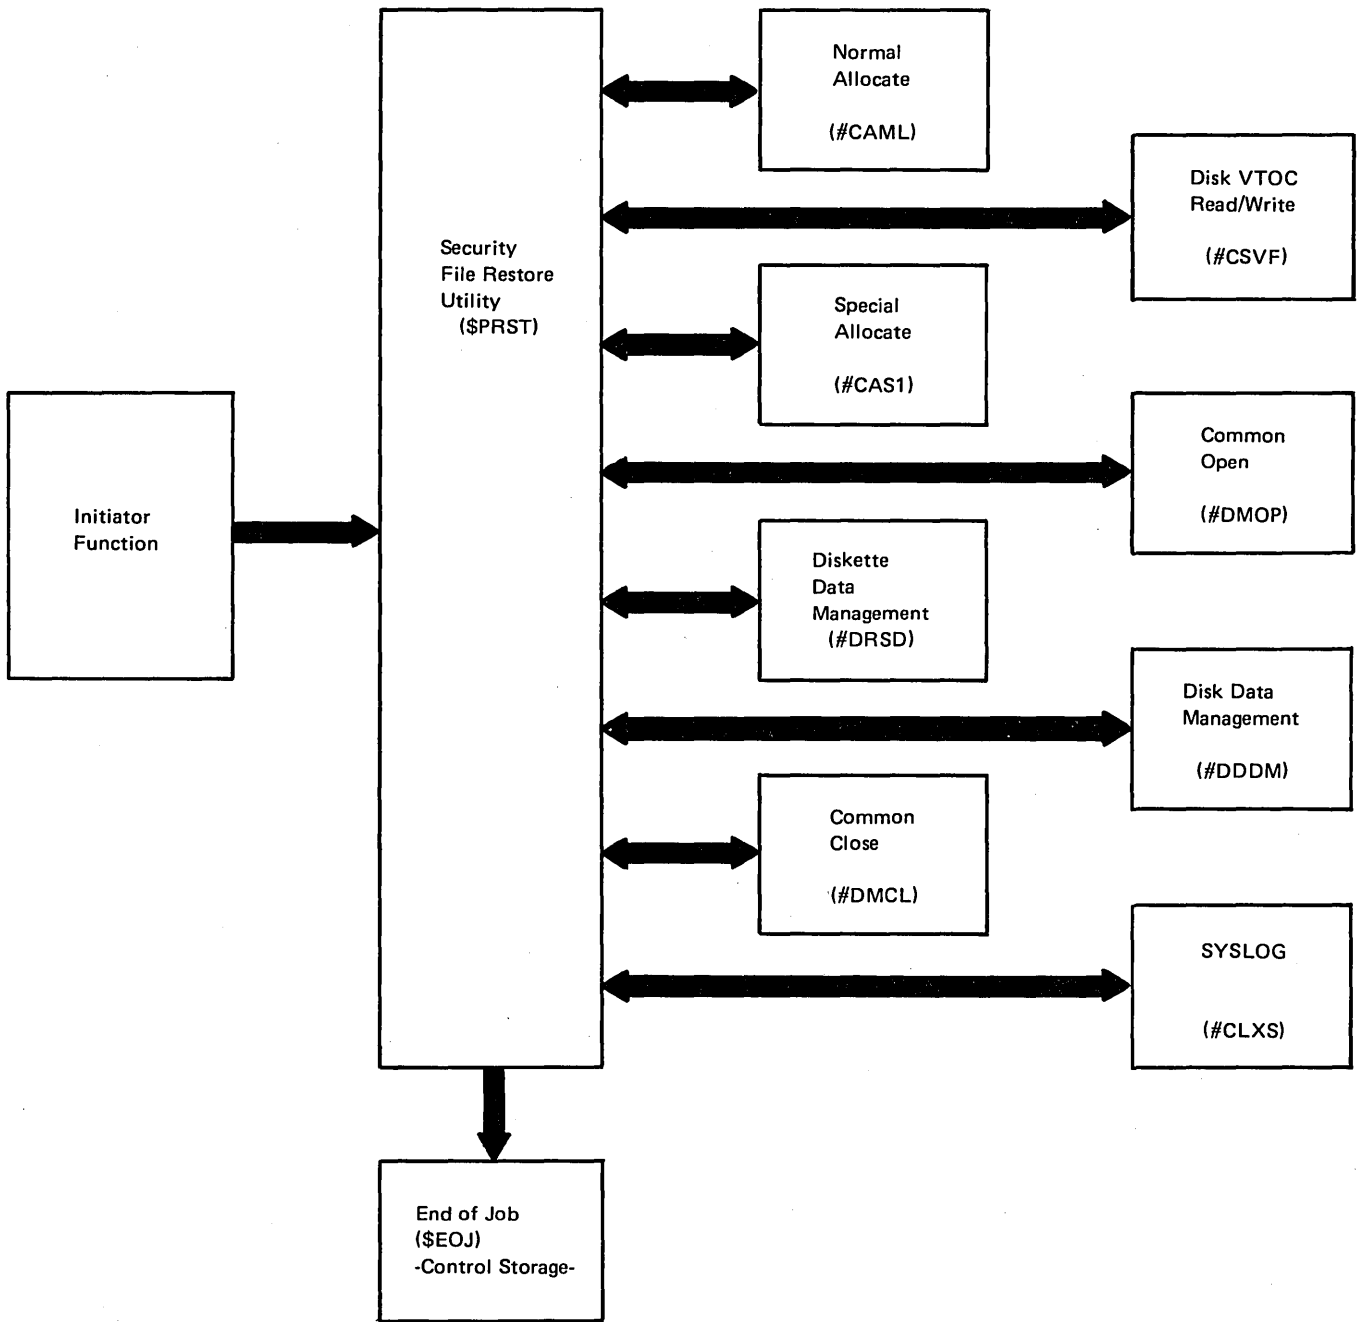 Normal
Allocate
(#CAML)
Disk VTOC
Read/Write
(#CSVF)
Security
File Restore
Utility
($PRST)
Special
Allocate
(#CAS1)
Common
Open
(#DMOP)
Initiator
Function
Diskette
Data
Management
(#DRSD)
Disk Data
Management
(#DDDM)
Common
Close
(#DMCL)
SYSLOG
(#CLXS)
End of Job
($EOJ)
-Control Storage-